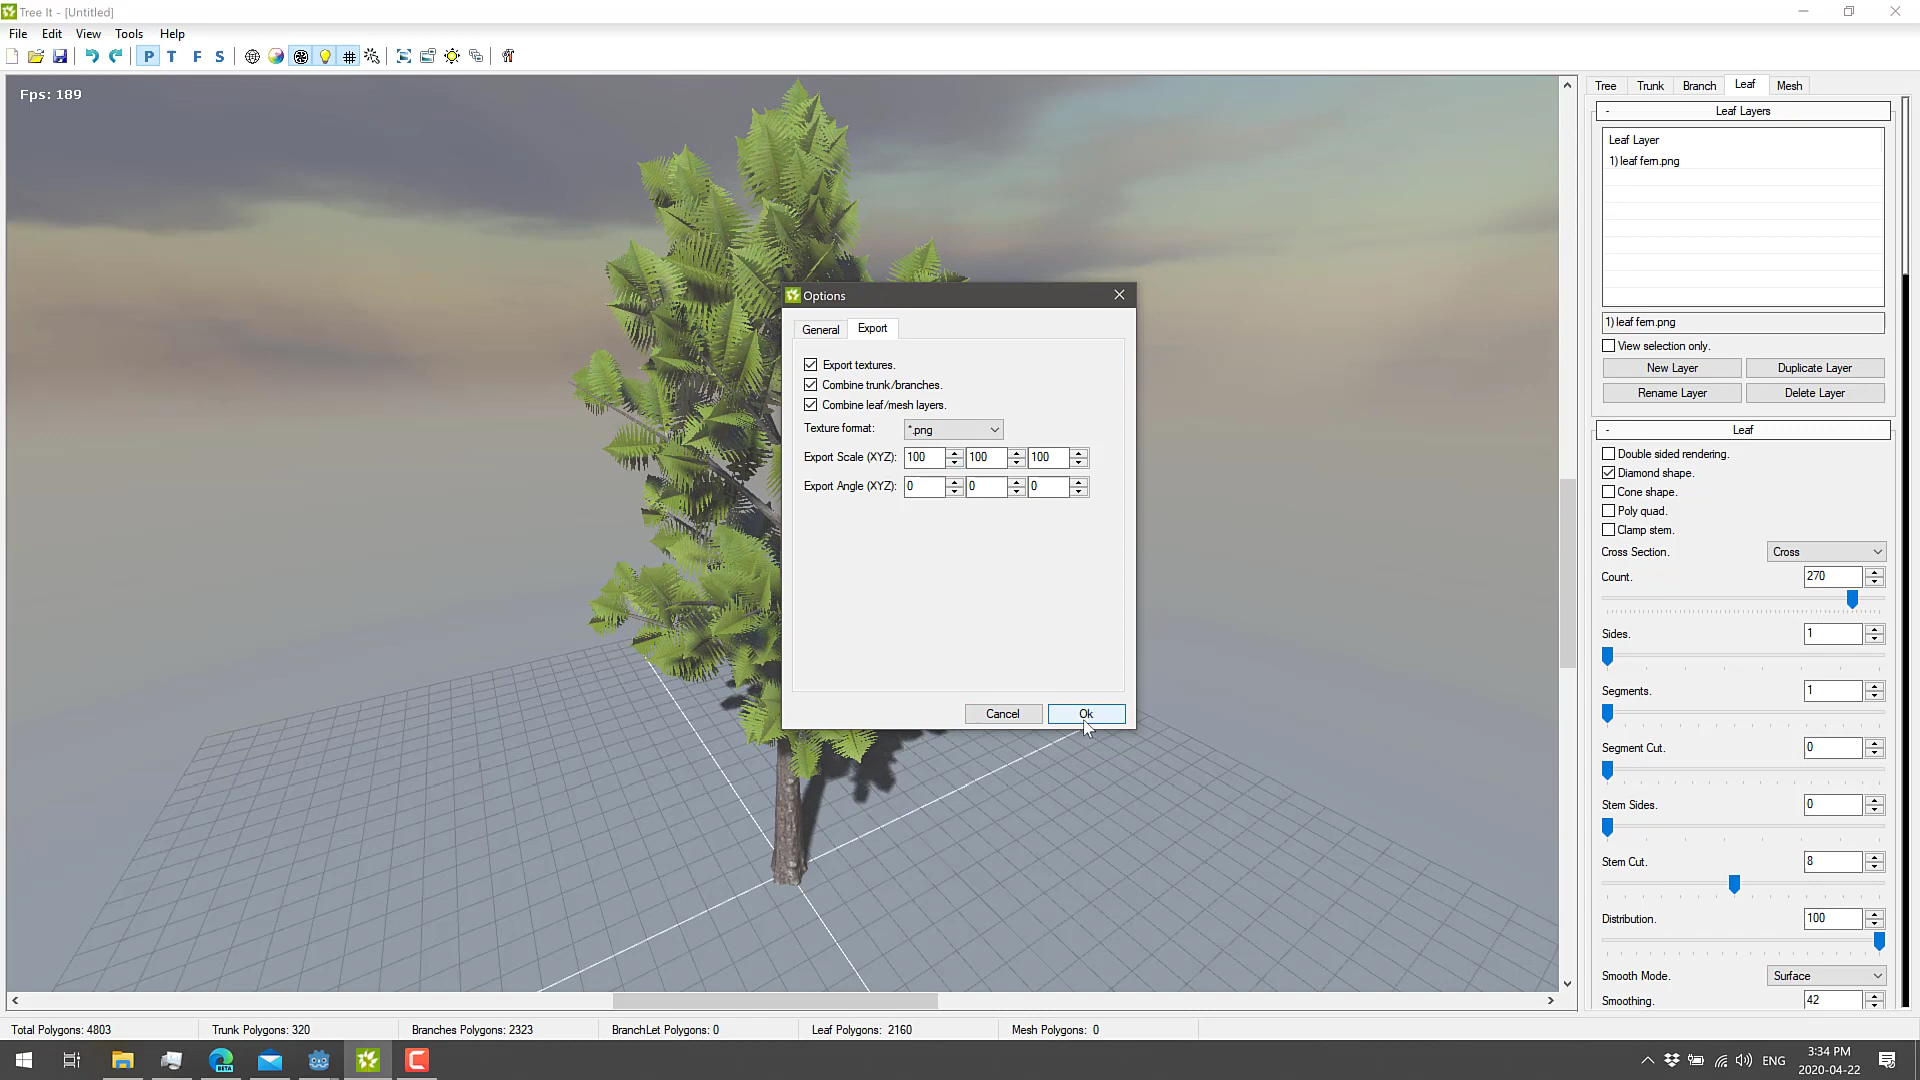 Tree It - [Untitled]
File Edit View Tools Help
P T F S
Fps: 189
Tree Trunk Branch Leaf Mesh
- Leaf Layers
Leaf Layer
1) leaf fern.png
1) leaf fern.png
View selection only.
New Layer Duplicate Layer
Rename Layer Delete Layer
- Leaf
Double sided rendering.
Diamond shape.
Cone shape.
Poly quad.
Clamp stem.
Cross Section. Cross
Count. 270
Sides. 1
Segments. 1
Segment Cut. 0
Stem Sides. 0
Stem Cut. 8
Distribution. 100
Smooth Mode. Surface
Smoothing. 42
Options
General Export
Export textures.
Combine trunk/branches.
Combine leaf/mesh layers.
Texture format: *.png
Export Scale (XYZ): 100 100 100
Export Angle (XYZ): 0 0 0
Cancel Ok
Total Polygons: 4803 Trunk Polygons: 320 Branches Polygons: 2323 BranchLet Polygons: 0 Leaf Polygons: 2160 Mesh Polygons: 0
BETA
C
ENG
3:34 PM
2020-04-22